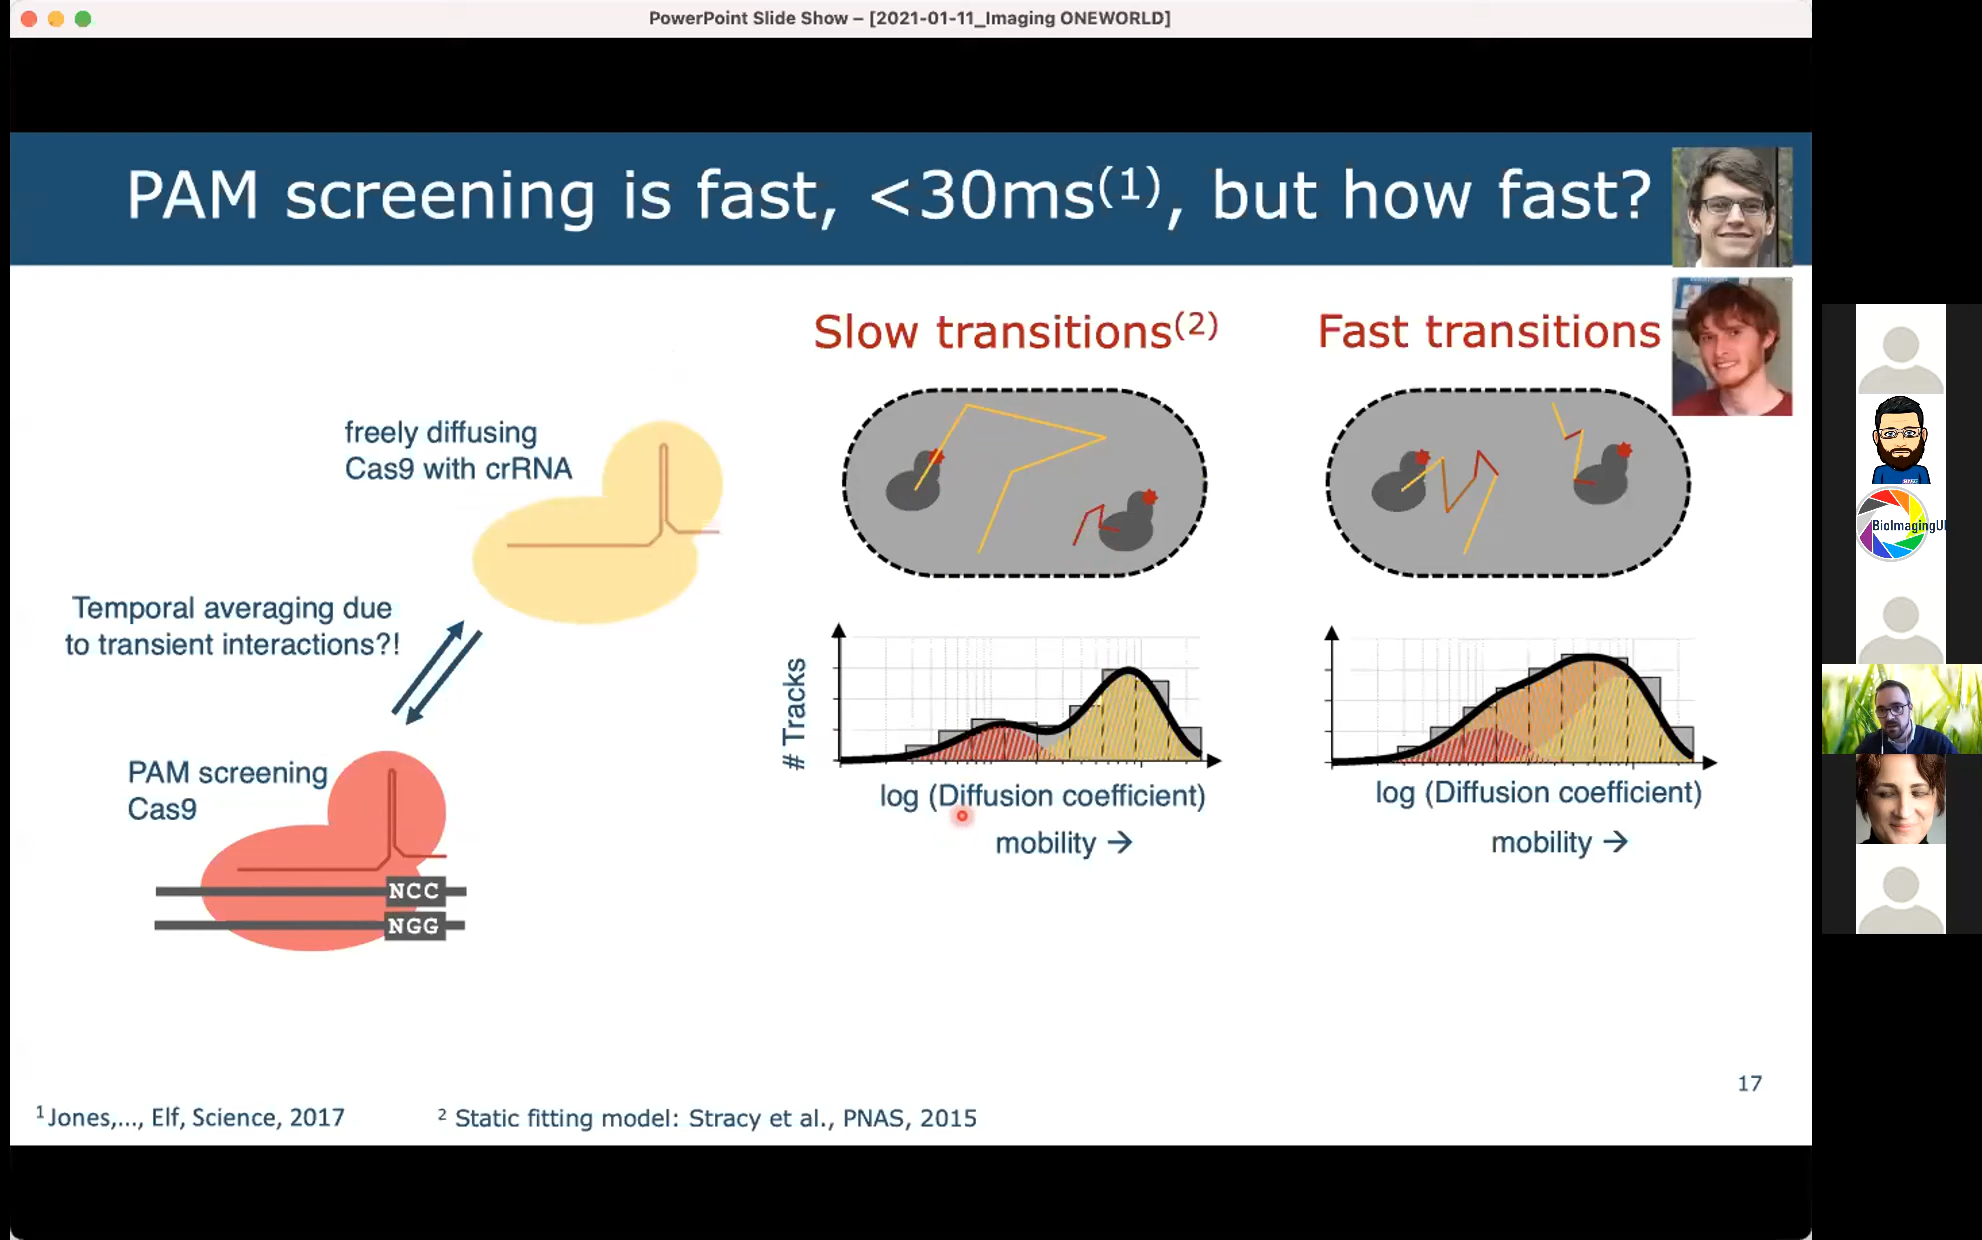 PowerPoint Slide Show – [2021-01-11_Imaging ONEWORLD]
PAM screening is fast, <30ms(1), but how fast?
Slow transitions(2)
Fast transitions
freely diffusing
Cas9 with crRNA
Temporal averaging due
to transient interactions?!
PAM screening
Cas9
NCC
NGG
# Tracks
log (Diffusion coefficient)
mobility →
log (Diffusion coefficient)
mobility →
17
1 Jones,..., Elf, Science, 2017
2 Static fitting model: Stracy et al., PNAS, 2015